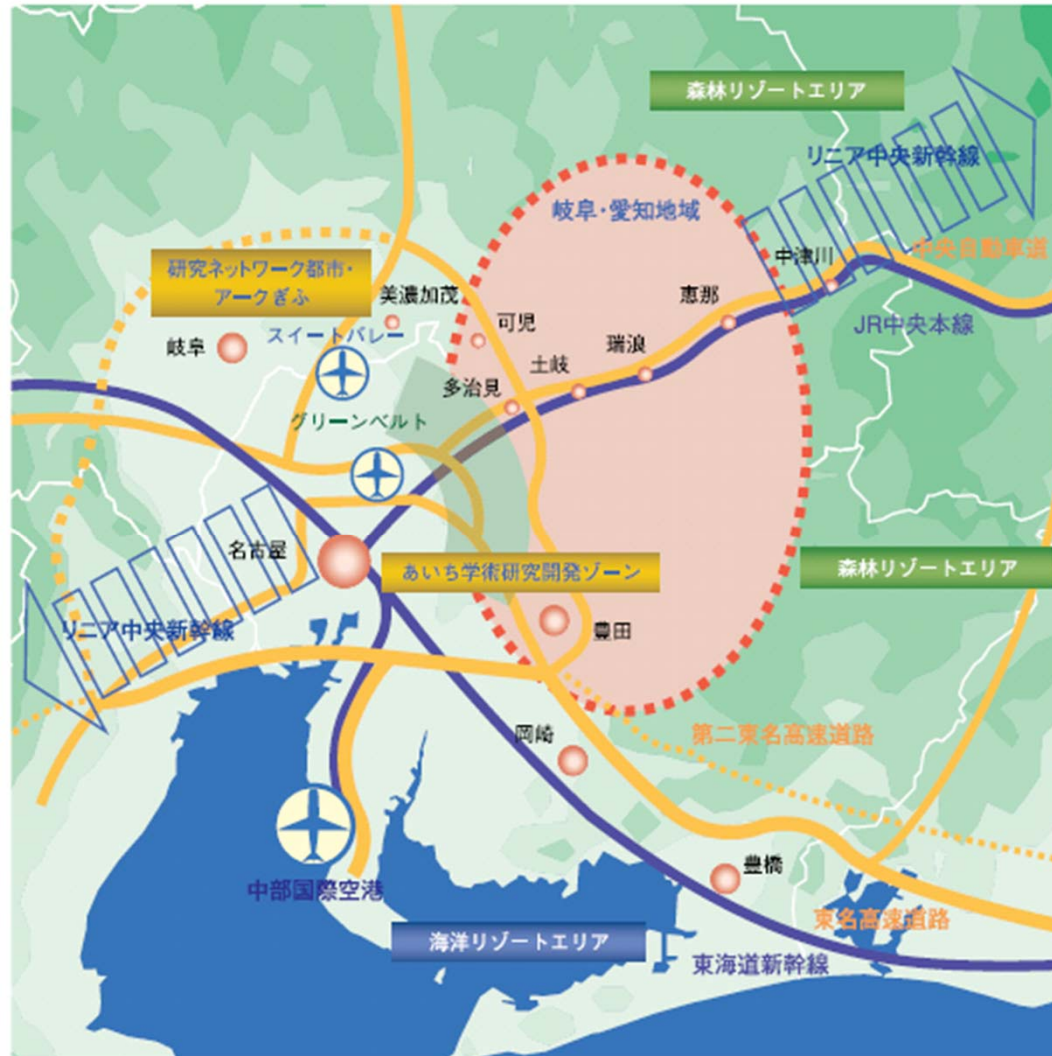 森林リゾートエリア
リニア中央新幹線
岐阜・愛知地域
中央自動車道
中津川
研究ネットワーク都市・
アークぎふ
美濃加茂
恵那
可児
JR中央本線
スイートバレー
岐阜
瑞浪
土岐
多治見
グリーンベルト
名古屋
あいち学術研究開発ゾーン
森林リゾートエリア
リニア中央新幹線
豊田
岡崎
第二東名高速道路
豊橋
中部国際空港
東名高速道路
海洋リゾートエリア
東海道新幹線